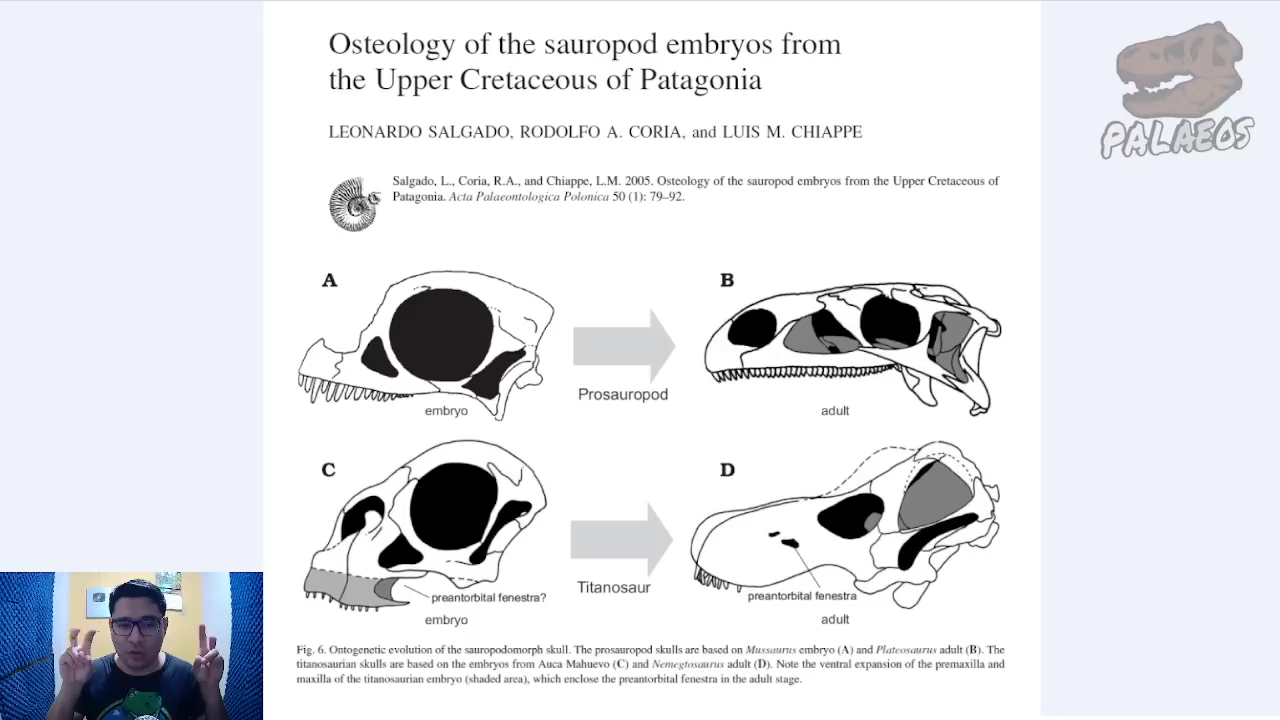 Osteology of the sauropod embryos from
the Upper Cretaceous of Patagonia
LEONARDO SALGADO, RODOLFO A. CORIA, and LUIS M. CHIAPPE
Salgado, L., Coria, R.A., and Chiappe, L.M. 2005. Osteology of the sauropod embryos from the Upper Cretaceous of
Patagonia. Acta Palaeontologica Polonica 50 (1): 79–92.
PALAEOS
A
B
embryo
Prosauropod
adult
C
D
preantorbital fenestra?
embryo
Titanosaur
preantorbital fenestra
adult
Fig. 6. Ontogenetic evolution of the sauropodomorph skull. The prosauropod skulls are based on Mussaurus embryo (A) and Plateosaurus adult (B). The
titanosaurian skulls are based on the embryos from Auca Mahuevo (C) and Nemegtosaurus adult (D). Note the ventral expansion of the premaxilla and
maxilla of the titanosaurian embryo (shaded area), which enclose the preantorbital fenestra in the adult stage.